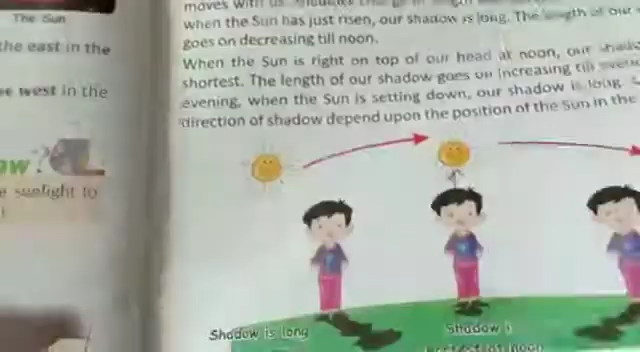 The Sun
the east in the
west in the
sunlight to
moves with us.
when the Sun has just risen, our shadow is long. The length of our
goes on decreasing till noon.
When the Sun is right on top of our head at noon, our
shortest. The length of our shadow goes on increasing till
evening, when the Sun is setting down, our shadow is long.
direction of shadow depend upon the position of the Sun in the
Shadow is long
Shadow
at noon